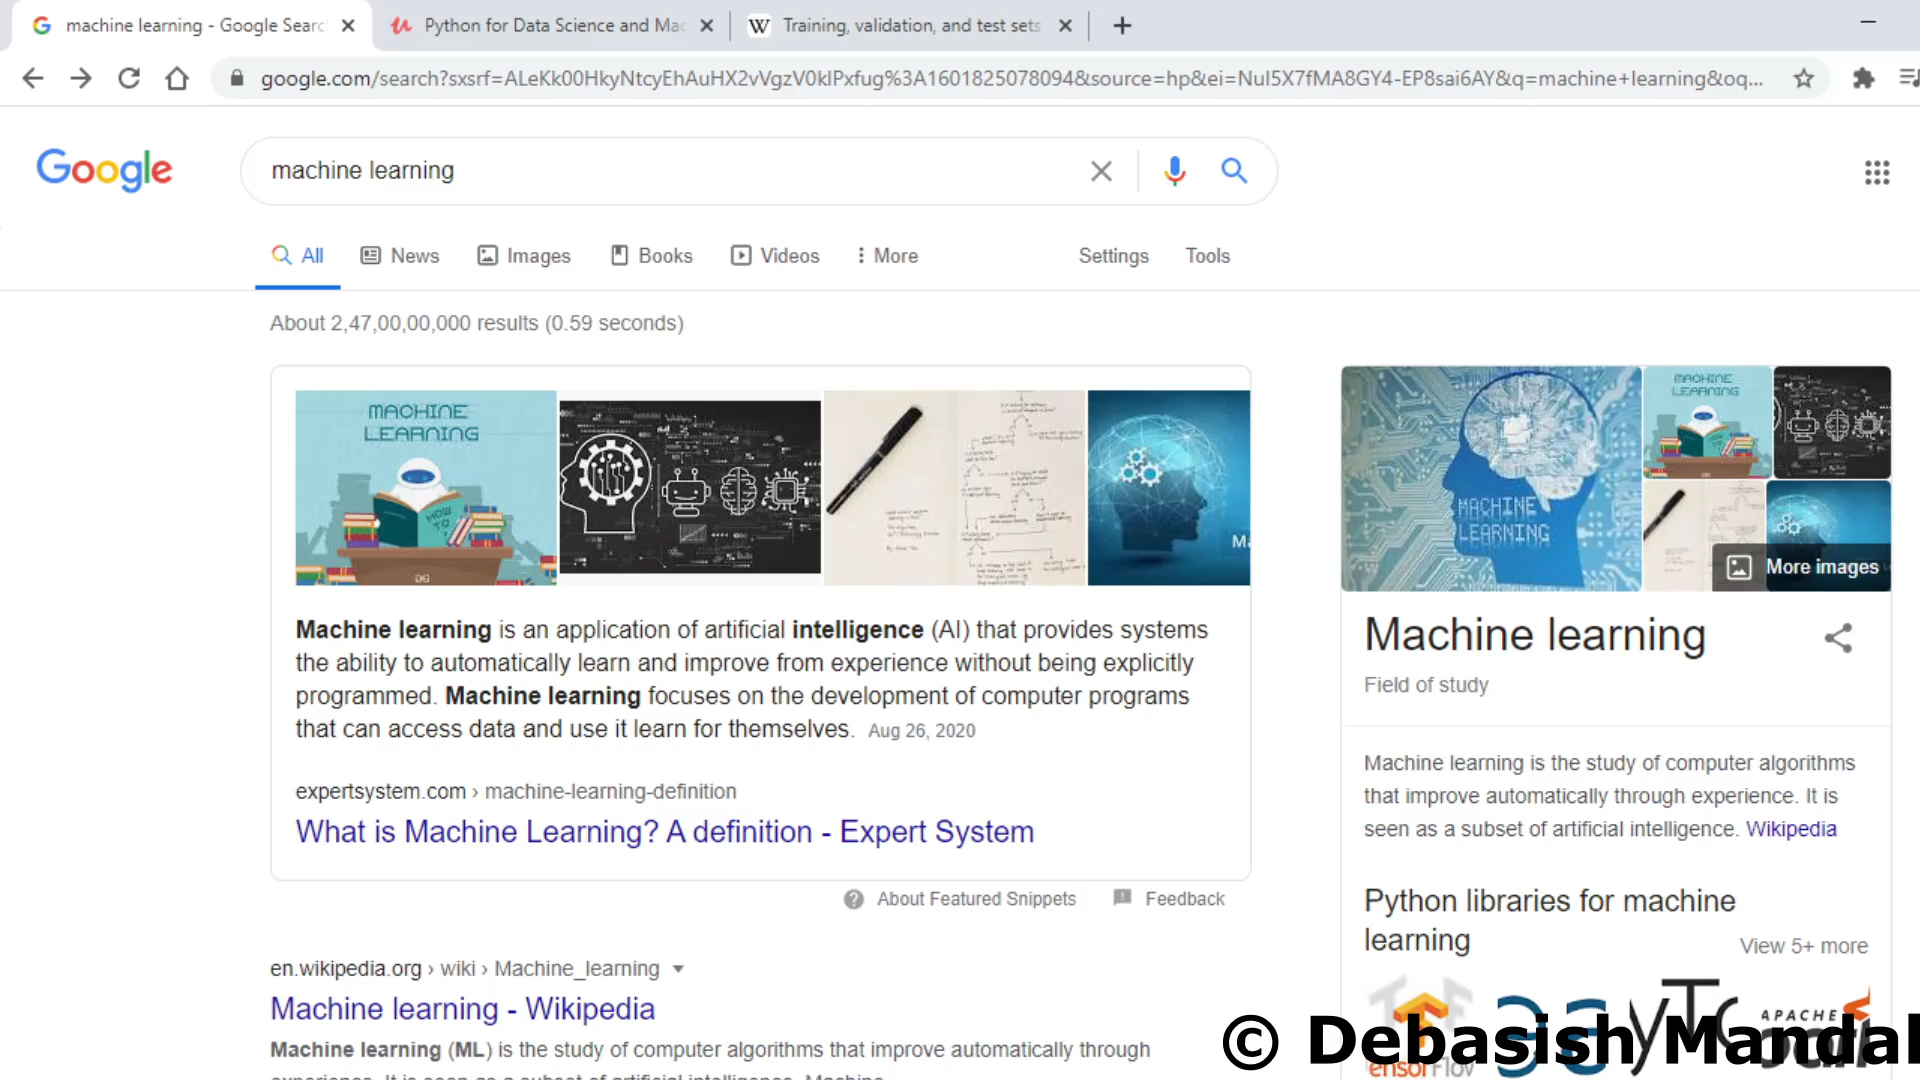 machine learning - Google Searc
Python for Data Science and Mac
W Training, validation, and test sets
google.com/search?sxsrf=ALeKk00HkyNtcyEhAuHX2vVgzV0klPxfug%3A1601825078094&source=hp&ei=Nul5X7fMA8GY4-EP8sai6AY&q=machine+learning&oq...
Google
machine learning
All
News
Images
Books
Videos
More
Settings
Tools
About 2,47,00,00,000 results (0.59 seconds)
MACHINE
LEARNING
HOW
TO
Ma
MACHINE
LEARNING
MACHINE
LEARNING
More images
Machine learning is an application of artificial intelligence (AI) that provides systems
the ability to automatically learn and improve from experience without being explicitly
programmed. Machine learning focuses on the development of computer programs
that can access data and use it learn for themselves. Aug 26, 2020
expertsystem.com › machine-learning-definition
What is Machine Learning? A definition - Expert System
About Featured Snippets
Feedback
en.wikipedia.org › wiki › Machine_learning
Machine learning - Wikipedia
Machine learning (ML) is the study of computer algorithms that improve automatically through
Machine learning
Field of study
Machine learning is the study of computer algorithms
that improve automatically through experience. It is
seen as a subset of artificial intelligence. Wikipedia
Python libraries for machine
learning
View 5+ more
APACHE
© Debasish Mandal